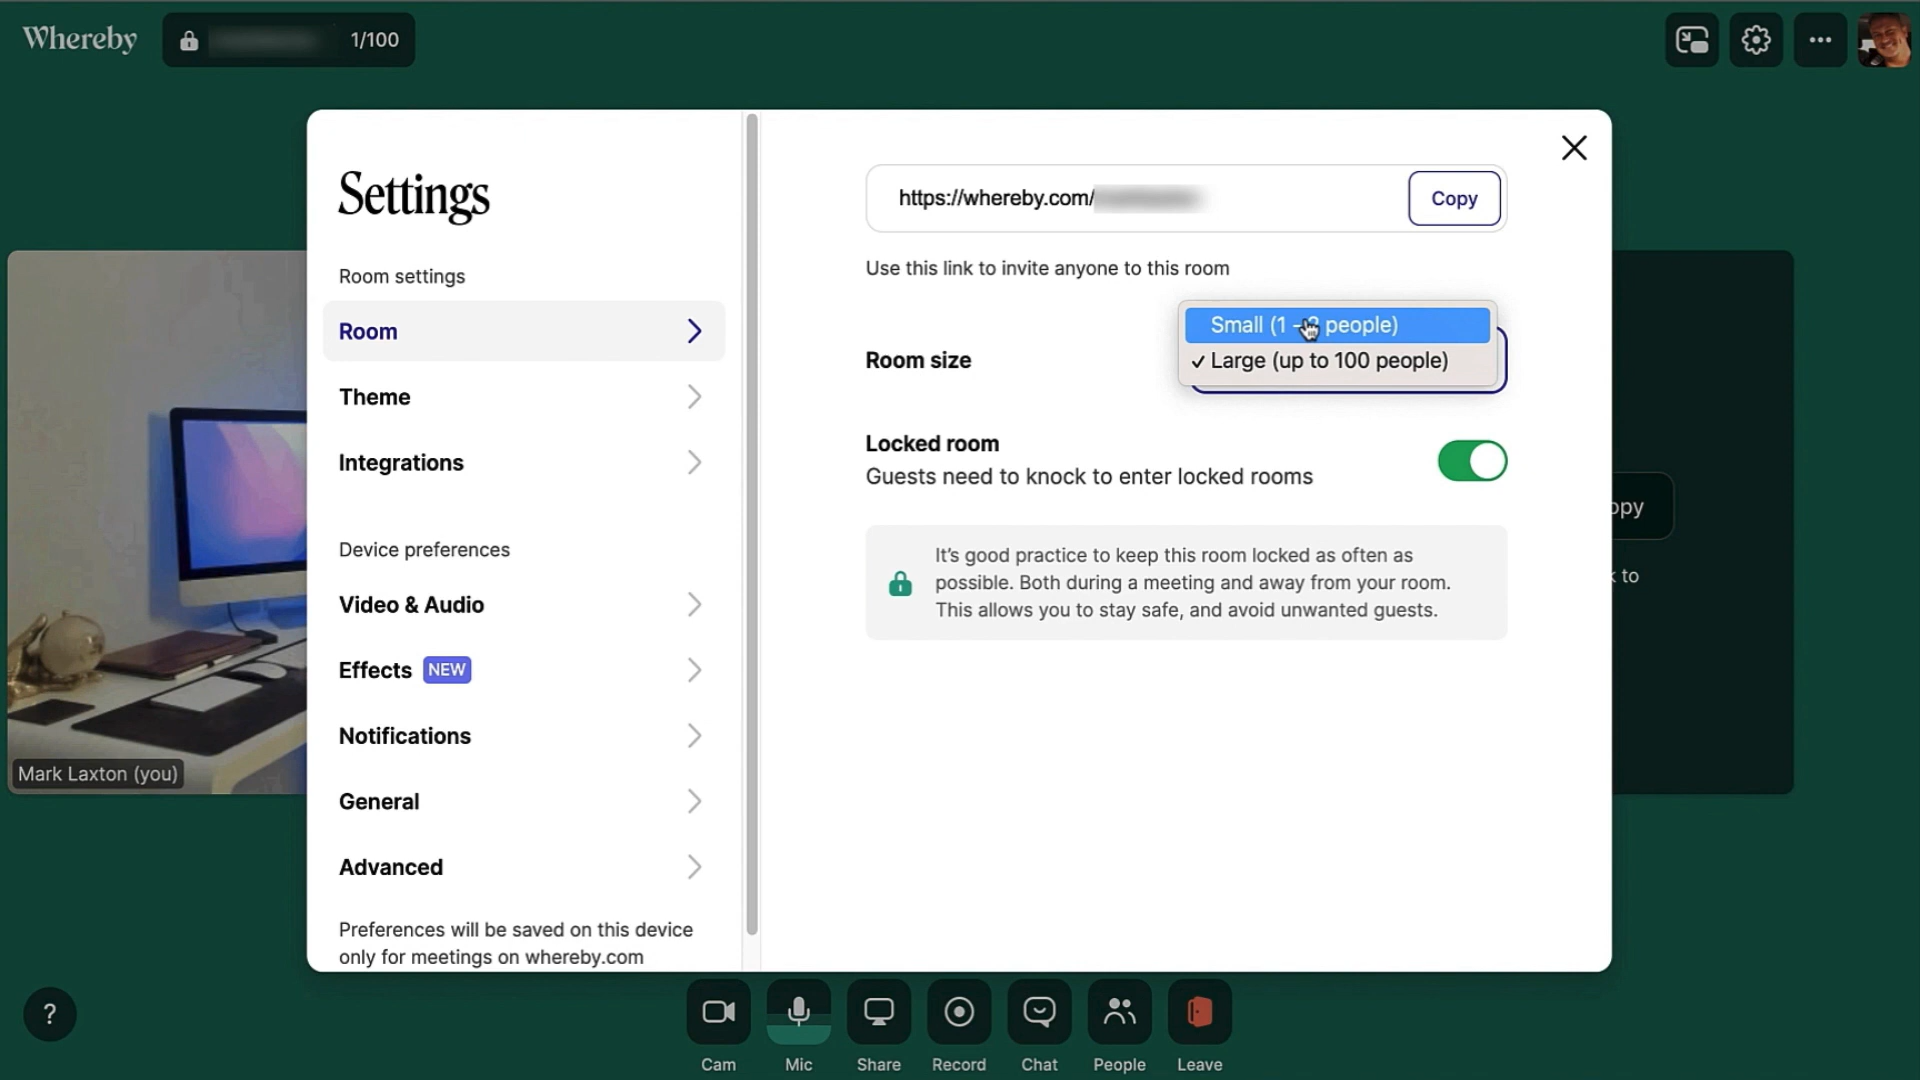 Whereby
1/100
Settings
Room settings
Room
Theme
Integrations
Device preferences
Video & Audio
Effects NEW
Notifications
General
Advanced
Preferences will be saved on this device
only for meetings on whereby.com
https://whereby.com/
Copy
Use this link to invite anyone to this room
Room size
Small (1 - people)
✓ Large (up to 100 people)
Locked room
Guests need to knock to enter locked rooms
It's good practice to keep this room locked as often as
possible. Both during a meeting and away from your room.
This allows you to stay safe, and avoid unwanted guests.
opy
to
Mark Laxton (you)
?
Cam
Mic
Share
Record
Chat
People
Leave